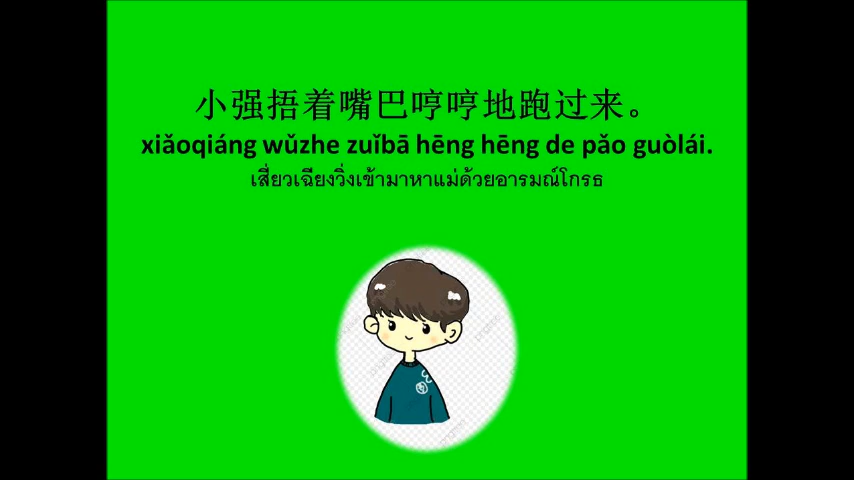 小强捂着嘴巴哼哼地跑过来。
xiǎoqiáng wǔzhe zuǐbā hēng hēng de pǎo guòlái.
เสี่ยวเฉียงวิ่งเข้ามาหาแม่ด้วยอารมณ์โกรธ